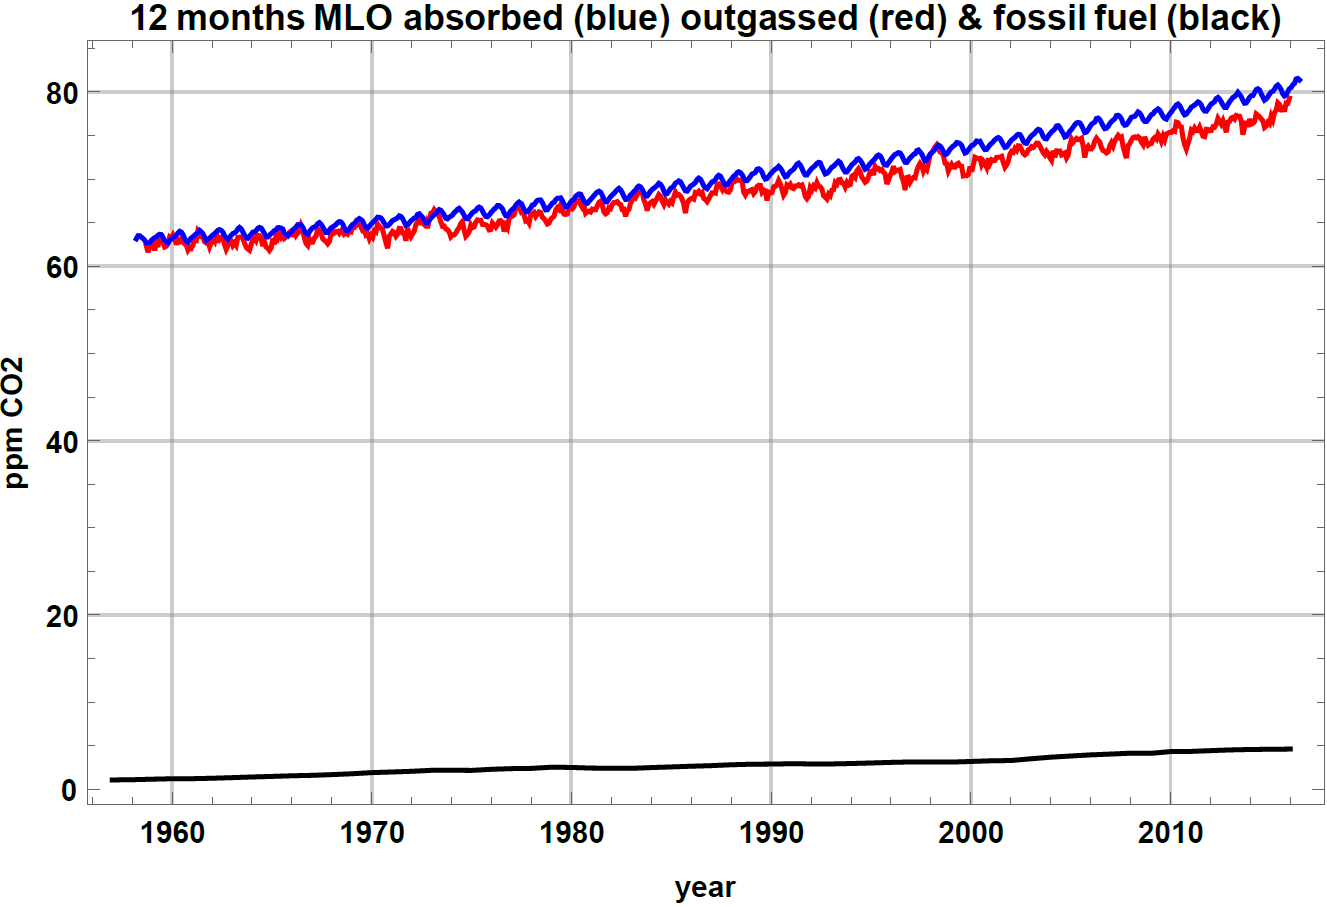 12 months MLO absorbed (blue) outgassed (red) & fossil fuel (black)
80
60
40
20
0
ppm CO2
1960 1970 1980 1990 2000 2010
year